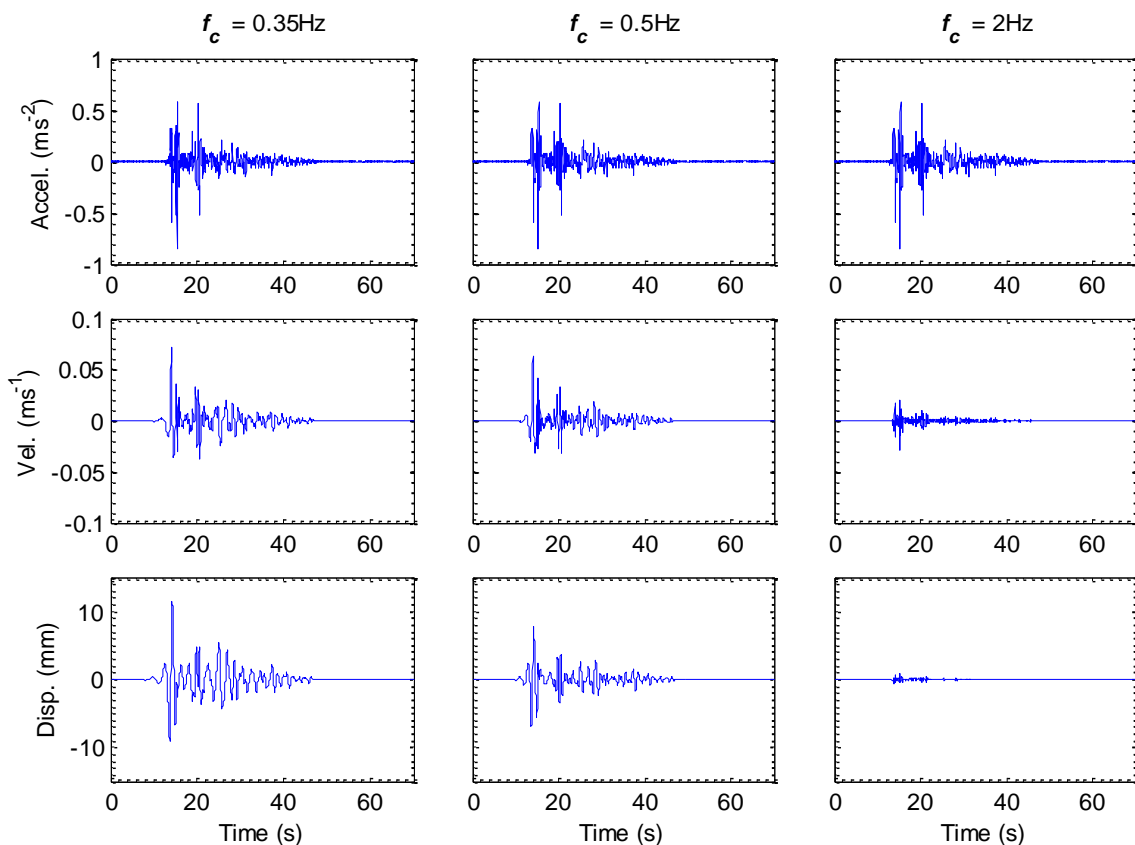 f_c = 0.35Hz f_c = 0.5Hz f_c = 2Hz
Accel. (ms⁻²)
1
0.5
0
-0.5
-1
0 20 40 60 0 20 40 60 0 20 40 60
Vel. (ms⁻¹)
0.1
0.05
0
-0.05
-0.1
0 20 40 60 0 20 40 60 0 20 40 60
Disp. (mm)
10
0
-10
0 20 40 60 0 20 40 60 0 20 40 60
Time (s) Time (s) Time (s)